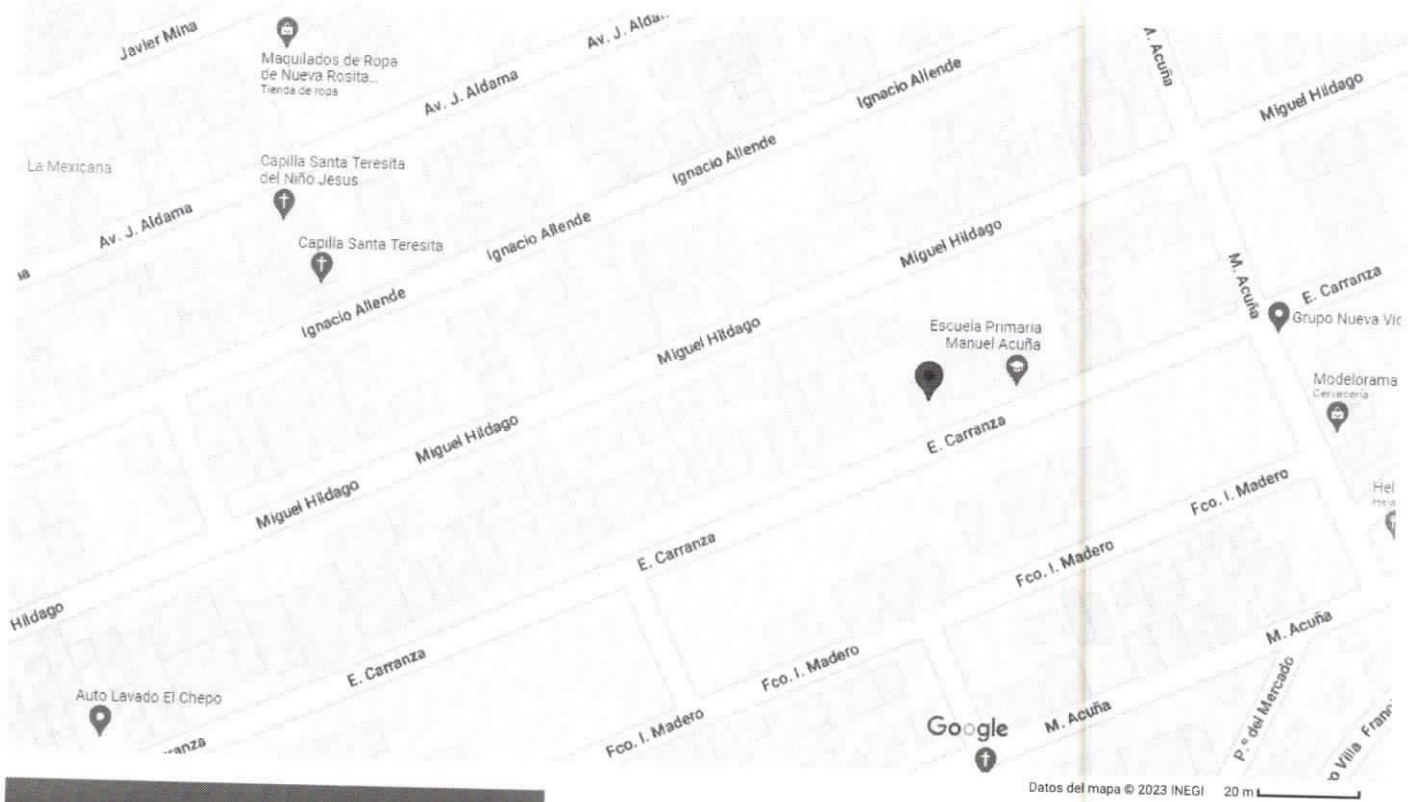 Javier Mina
Maquilados de Ropa
de Nueva Rosita...
Tienda de ropa
Av. J. Aldama
Av. J. Alda...
Ignacio Allende
M. Acuña
Miguel Hildago
La Mexicana
Capilla Santa Teresita
del Niño Jesus
Ignacio Allende
Av. J. Aldama
Capilla Santa Teresita
Ignacio Allende
Miguel Hildago
M. Acuña
E. Carranza
Ignacio Allende
Miguel Hildago
Escuela Primaria
Manuel Acuña
Grupo Nueva Vic
Modelorama
Cervecería
Miguel Hildago
E. Carranza
Miguel Hildago
Fco. I. Madero
Hel
E. Carranza
Fco. I. Madero
Hildago
E. Carranza
Fco. I. Madero
M. Acuña
Auto Lavado El Chepo
ranza
Fco. I. Madero
Google
M. Acuña
P.º del Mercado
o Villa Franc
Datos del mapa © 2023 INEGI 20 m